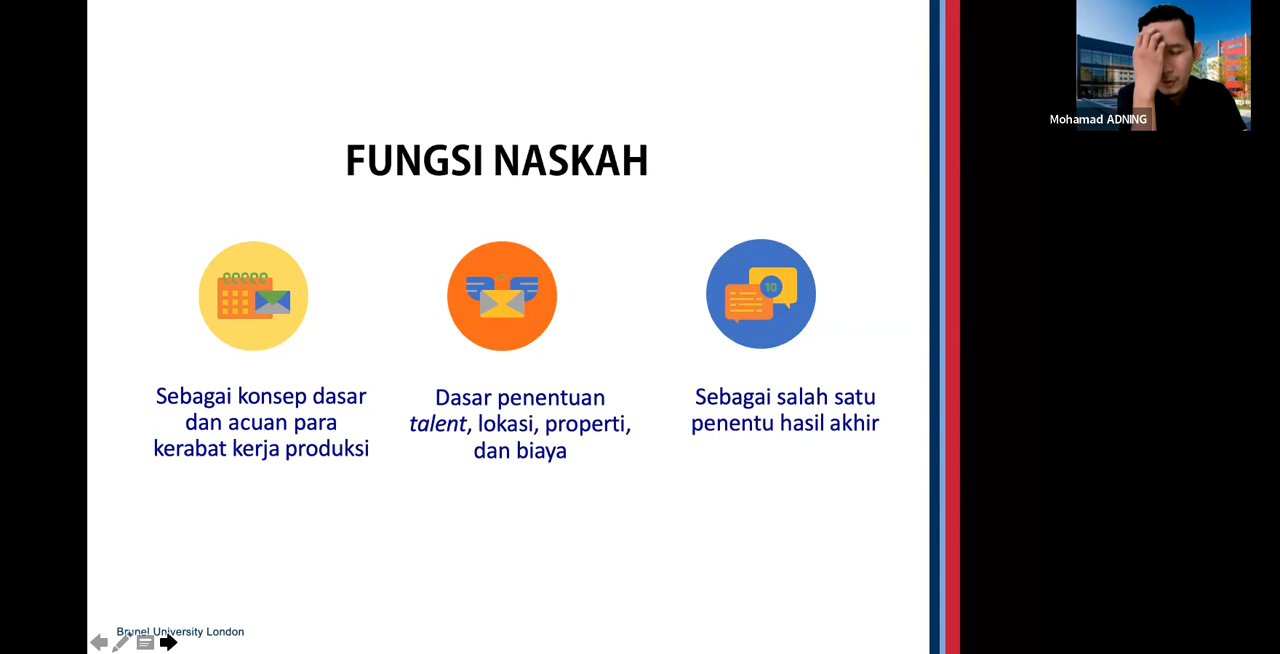 FUNGSI NASKAH
10
Sebagai konsep dasar
dan acuan para
kerabat kerja produksi
Dasar penentuan
talent, lokasi, properti,
dan biaya
Sebagai salah satu
penentu hasil akhir
Brunel University London
Mohamad ADNING